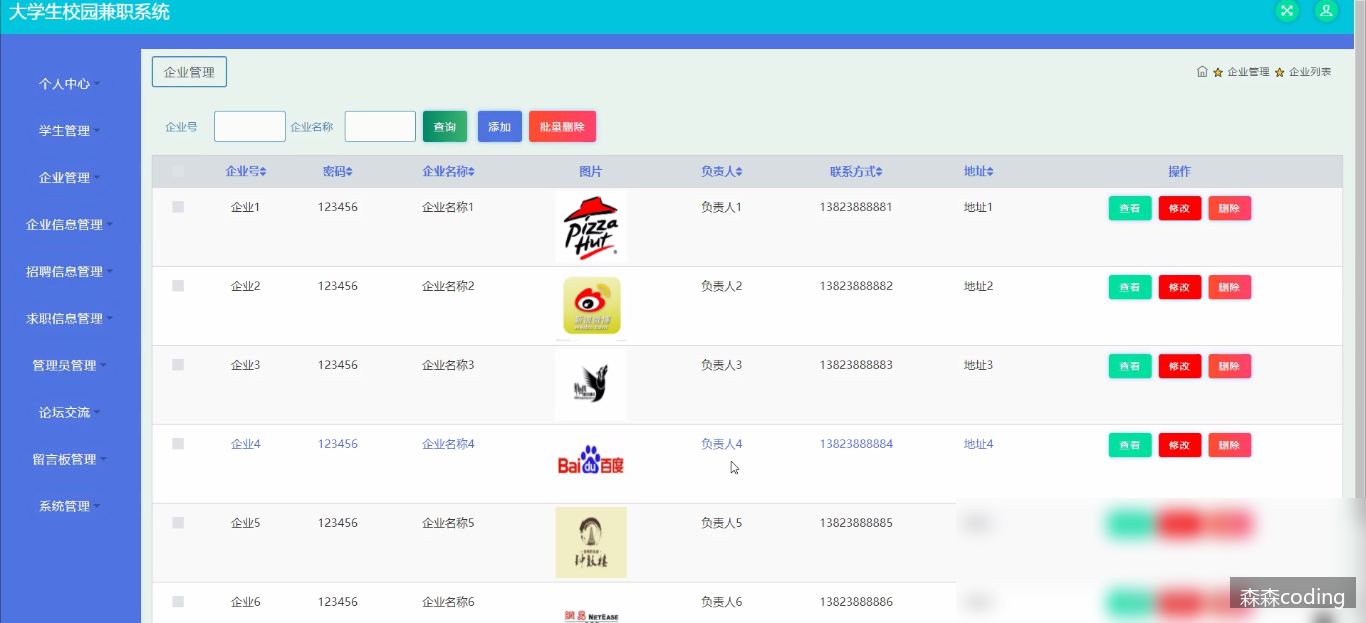 大学生校园兼职系统
个人中心
学生管理
企业管理
企业信息管理
招聘信息管理
求职信息管理
管理员管理
论坛交流
留言板管理
系统管理
企业管理
企业管理 企业列表
企业号 企业名称 查询 添加 批量删除
企业号 密码 企业名称 图片 负责人 联系方式 地址 操作
企业1 123456 企业名称1 负责人1 13823888881 地址1 查看 修改 删除
Pizza Hut
企业2 123456 企业名称2 负责人2 13823888882 地址2 查看 修改 删除
新浪微博
weibo.com
企业3 123456 企业名称3 负责人3 13823888883 地址3 查看 修改 删除
企业4 123456 企业名称4 负责人4 13823888884 地址4 查看 修改 删除
Bai du 百度
企业5 123456 企业名称5 负责人5 13823888885
钟鼓楼
企业6 123456 企业名称6 负责人6 13823888886
網易 NETEASE
森森coding